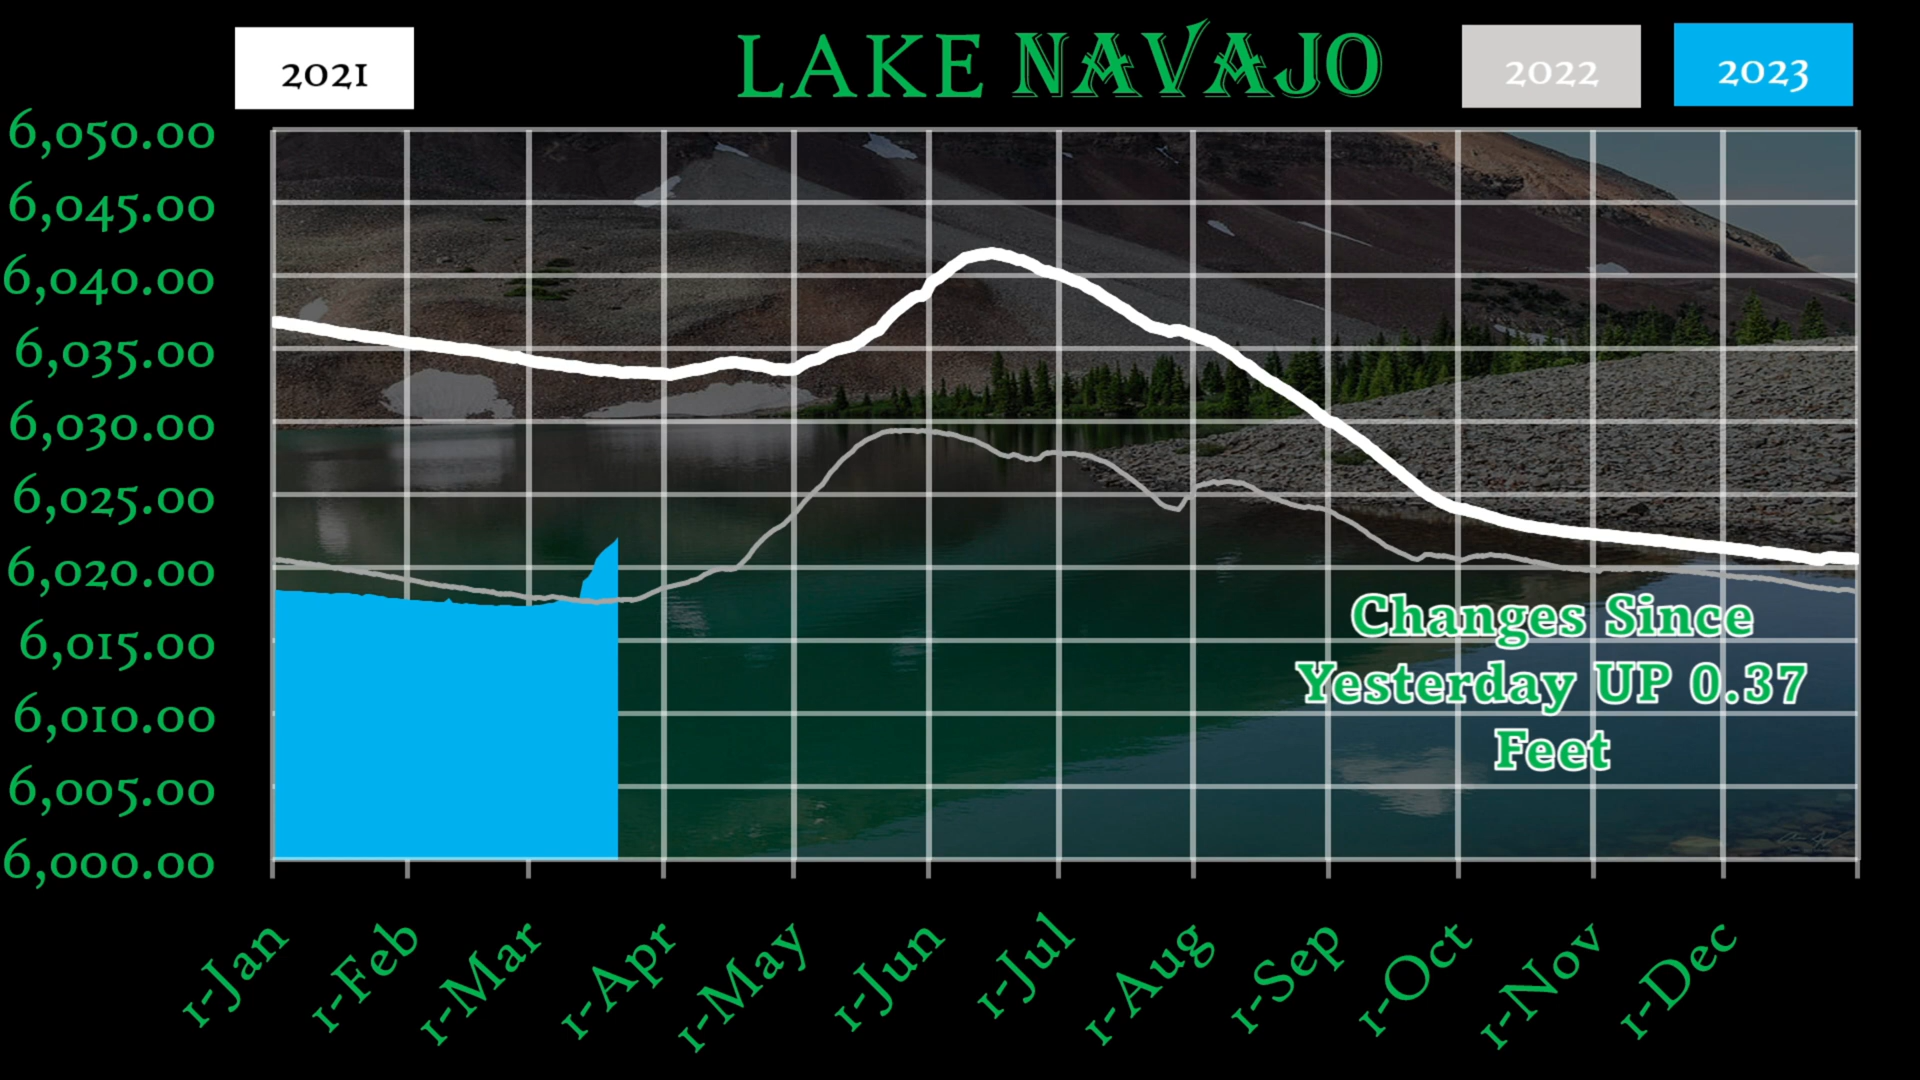 2021
LAKE NAVAJO
2022
2023
6,050.00
6,045.00
6,040.00
6,035.00
6,030.00
6,025.00
6,020.00
6,015.00
6,010.00
6,005.00
6,000.00
Changes Since
Yesterday UP 0.37
Feet
1-Jan
1-Feb
1-Mar
1-Apr
1-May
1-Jun
1-Jul
1-Aug
1-Sep
1-Oct
1-Nov
1-Dec